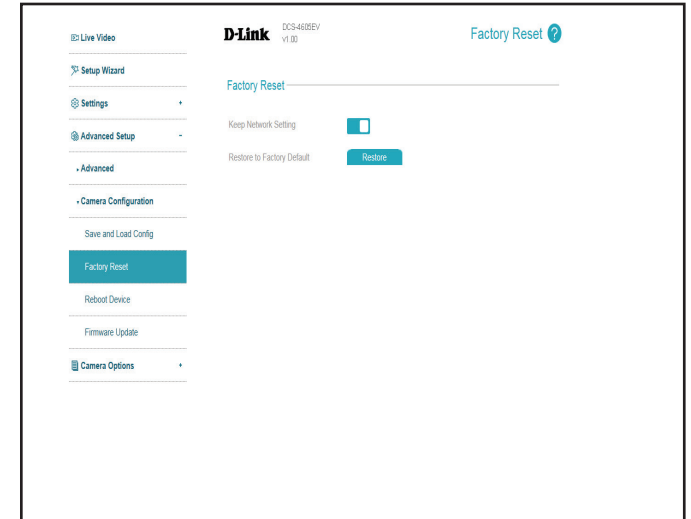 Live Video
D-Link
DCS-4605EV
V1.00
Factory Reset ?
Setup Wizard
Factory Reset
Settings +
Keep Network Setting
Advanced Setup -
Restore to Factory Default Restore
Advanced
Camera Configuration
Save and Load Config
Factory Reset
Reboot Device
Firmware Update
Camera Options +